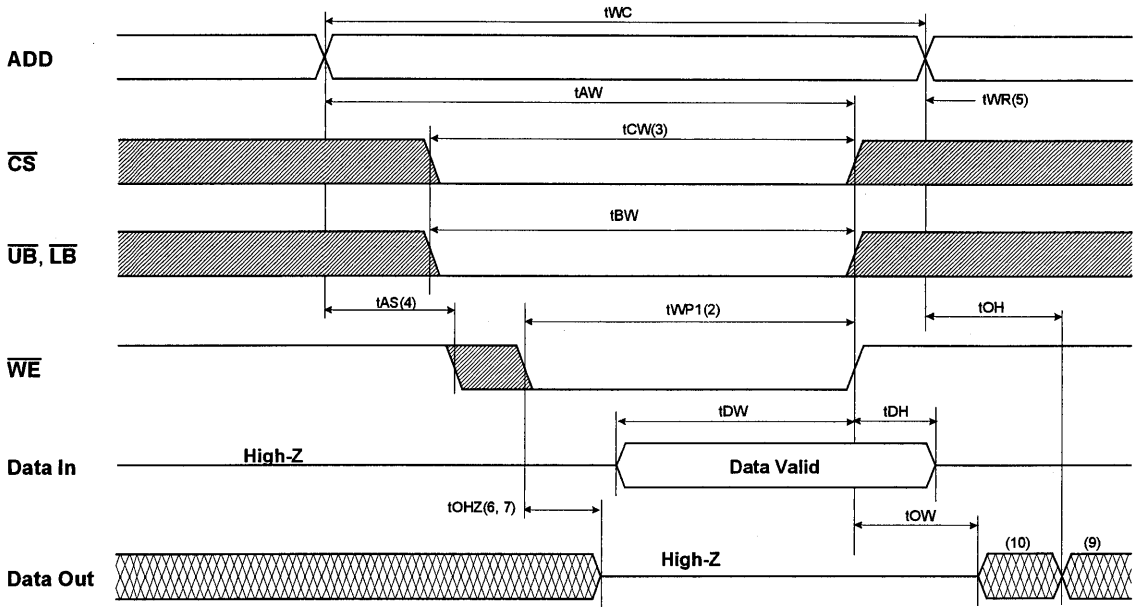 tWC
ADD
tAW
tWR(5)
tCW(3)
CS
tBW
UB, LB
tAS(4)
tWP1(2)
tOH
WE
tDW
tDH
High-Z
Data In
Data Valid
tOHZ(6, 7)
tOW
High-Z
(10)
(9)
Data Out